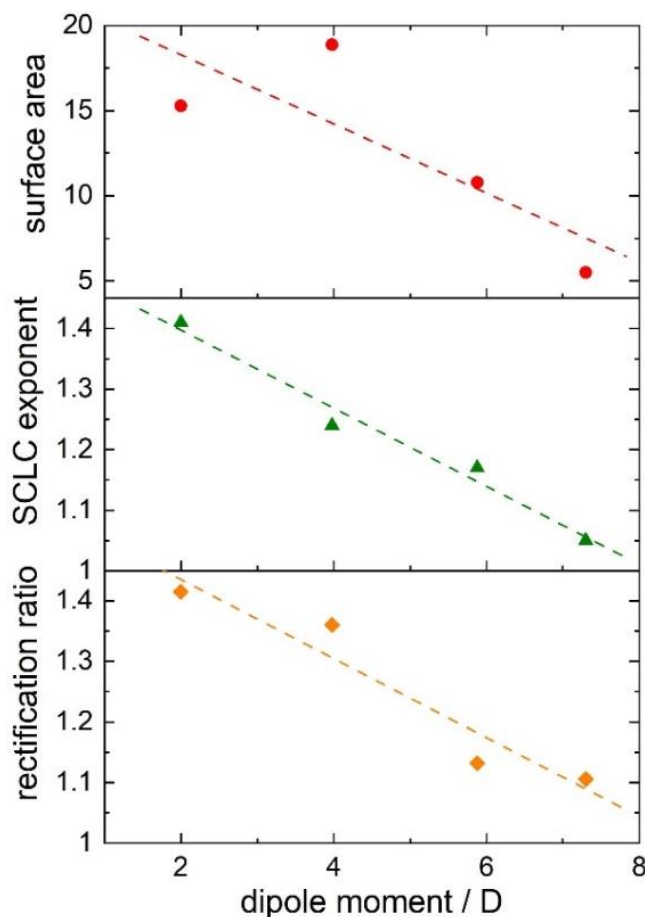 surface area
20
15
10
5
SCLC exponent
1.4
1.3
1.2
1.1
1
rectification ratio
1.4
1.3
1.2
1.1
1
2 4 6 8
dipole moment / D